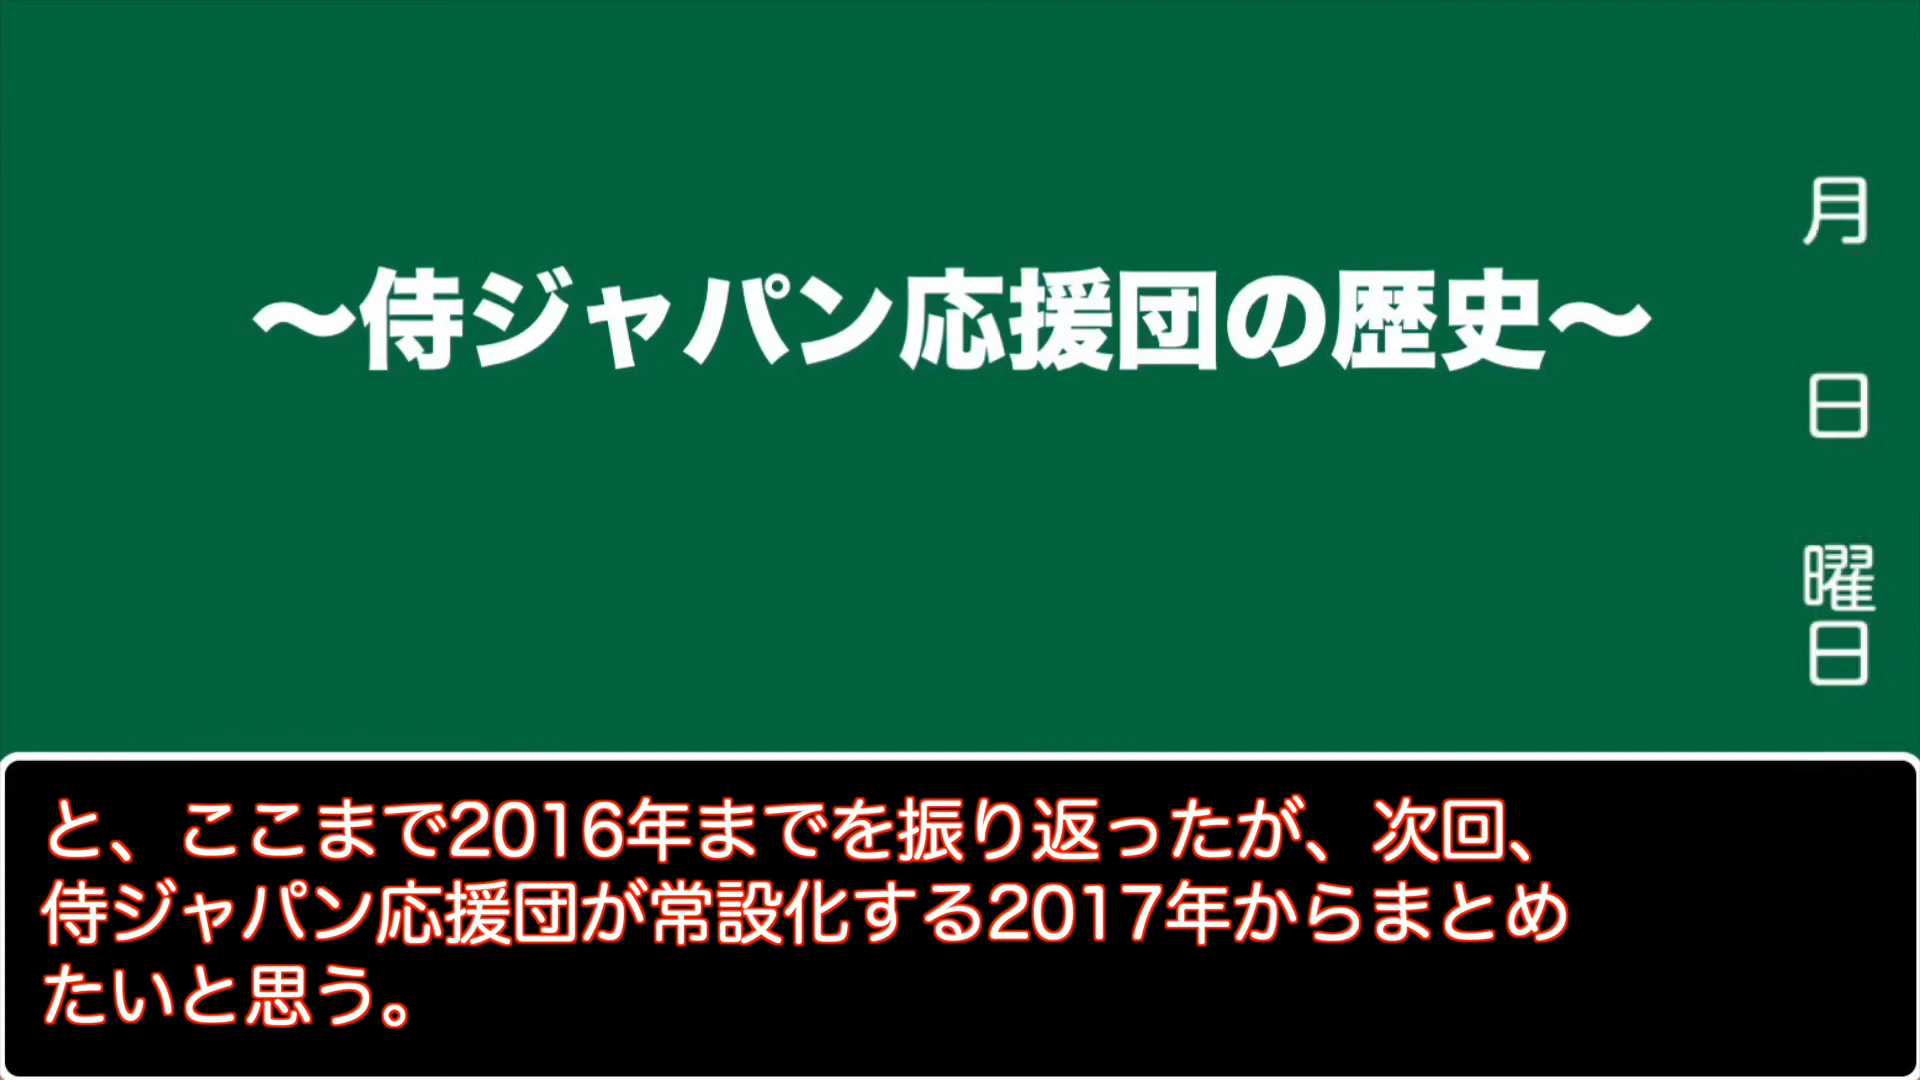 ～侍ジャパン応援団の歴史～
月
日
曜
日
と、ここまで2016年までを振り返ったが、次回、
侍ジャパン応援団が常設化する2017年からまとめ
たいと思う。